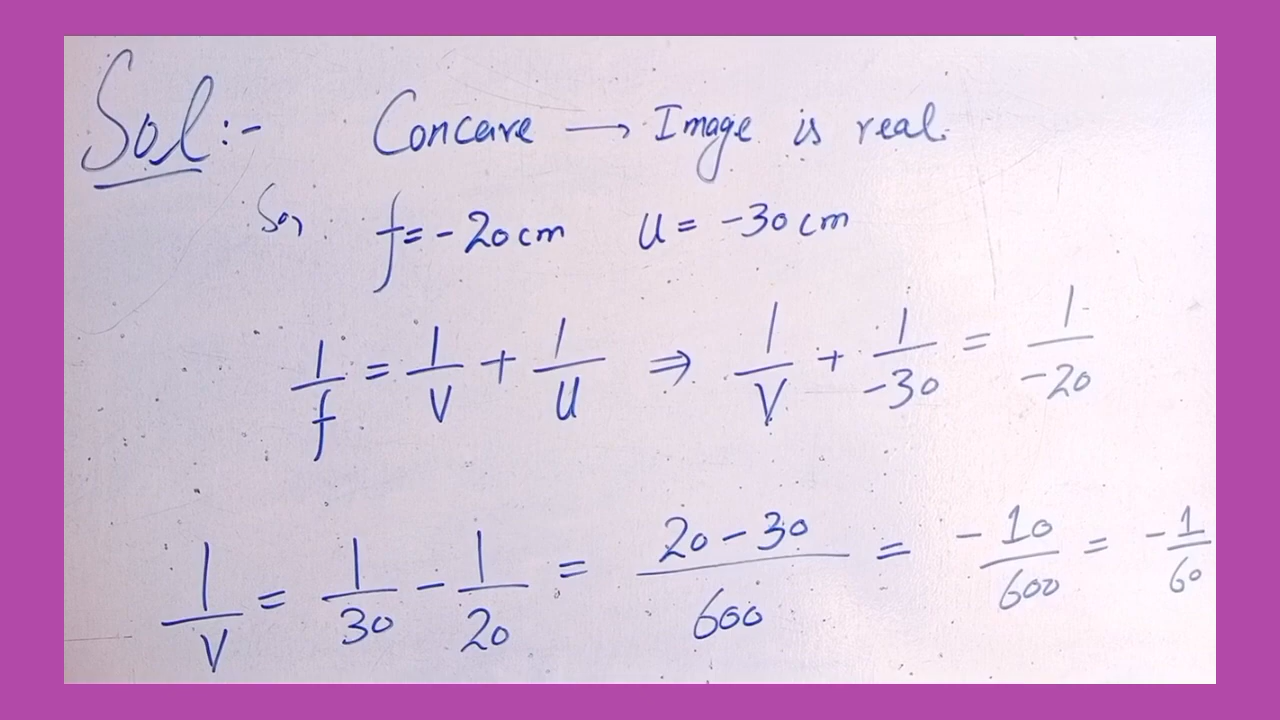 Sol:- Concave → Image is real.
So, f = -20cm u = -30cm
1/f = 1/V + 1/u ⇒ 1/V + 1/-30 = 1/-20
1/V = 1/30 - 1/20 = 20-30/600 = -10/600 = -1/60